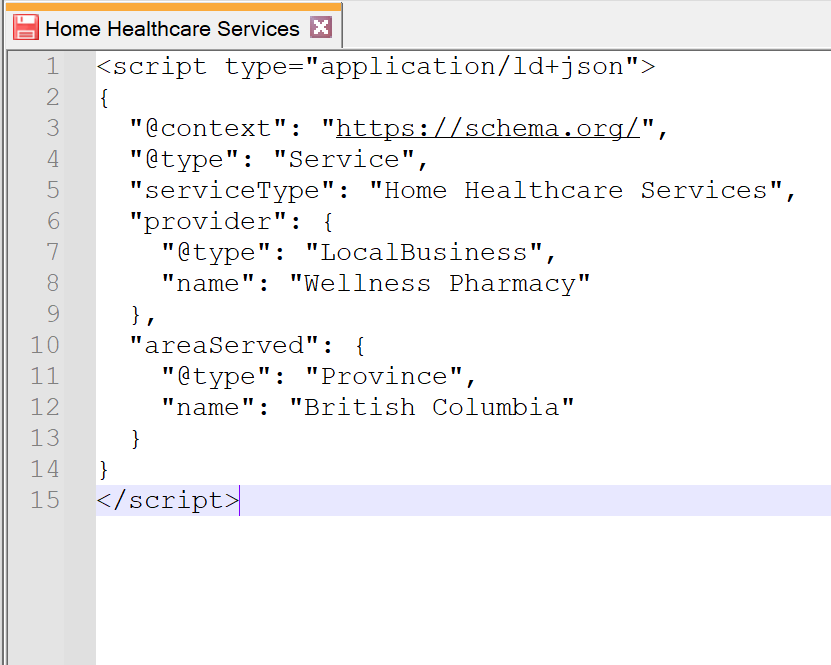 Home Healthcare Services
1 <script type="application/ld+json">
2 {
3   "@context": "https://schema.org/",
4   "@type": "Service",
5   "serviceType": "Home Healthcare Services",
6   "provider": {
7     "@type": "LocalBusiness",
8     "name": "Wellness Pharmacy"
9   },
10   "areaServed": {
11     "@type": "Province",
12     "name": "British Columbia"
13   }
14 }
15 </script>